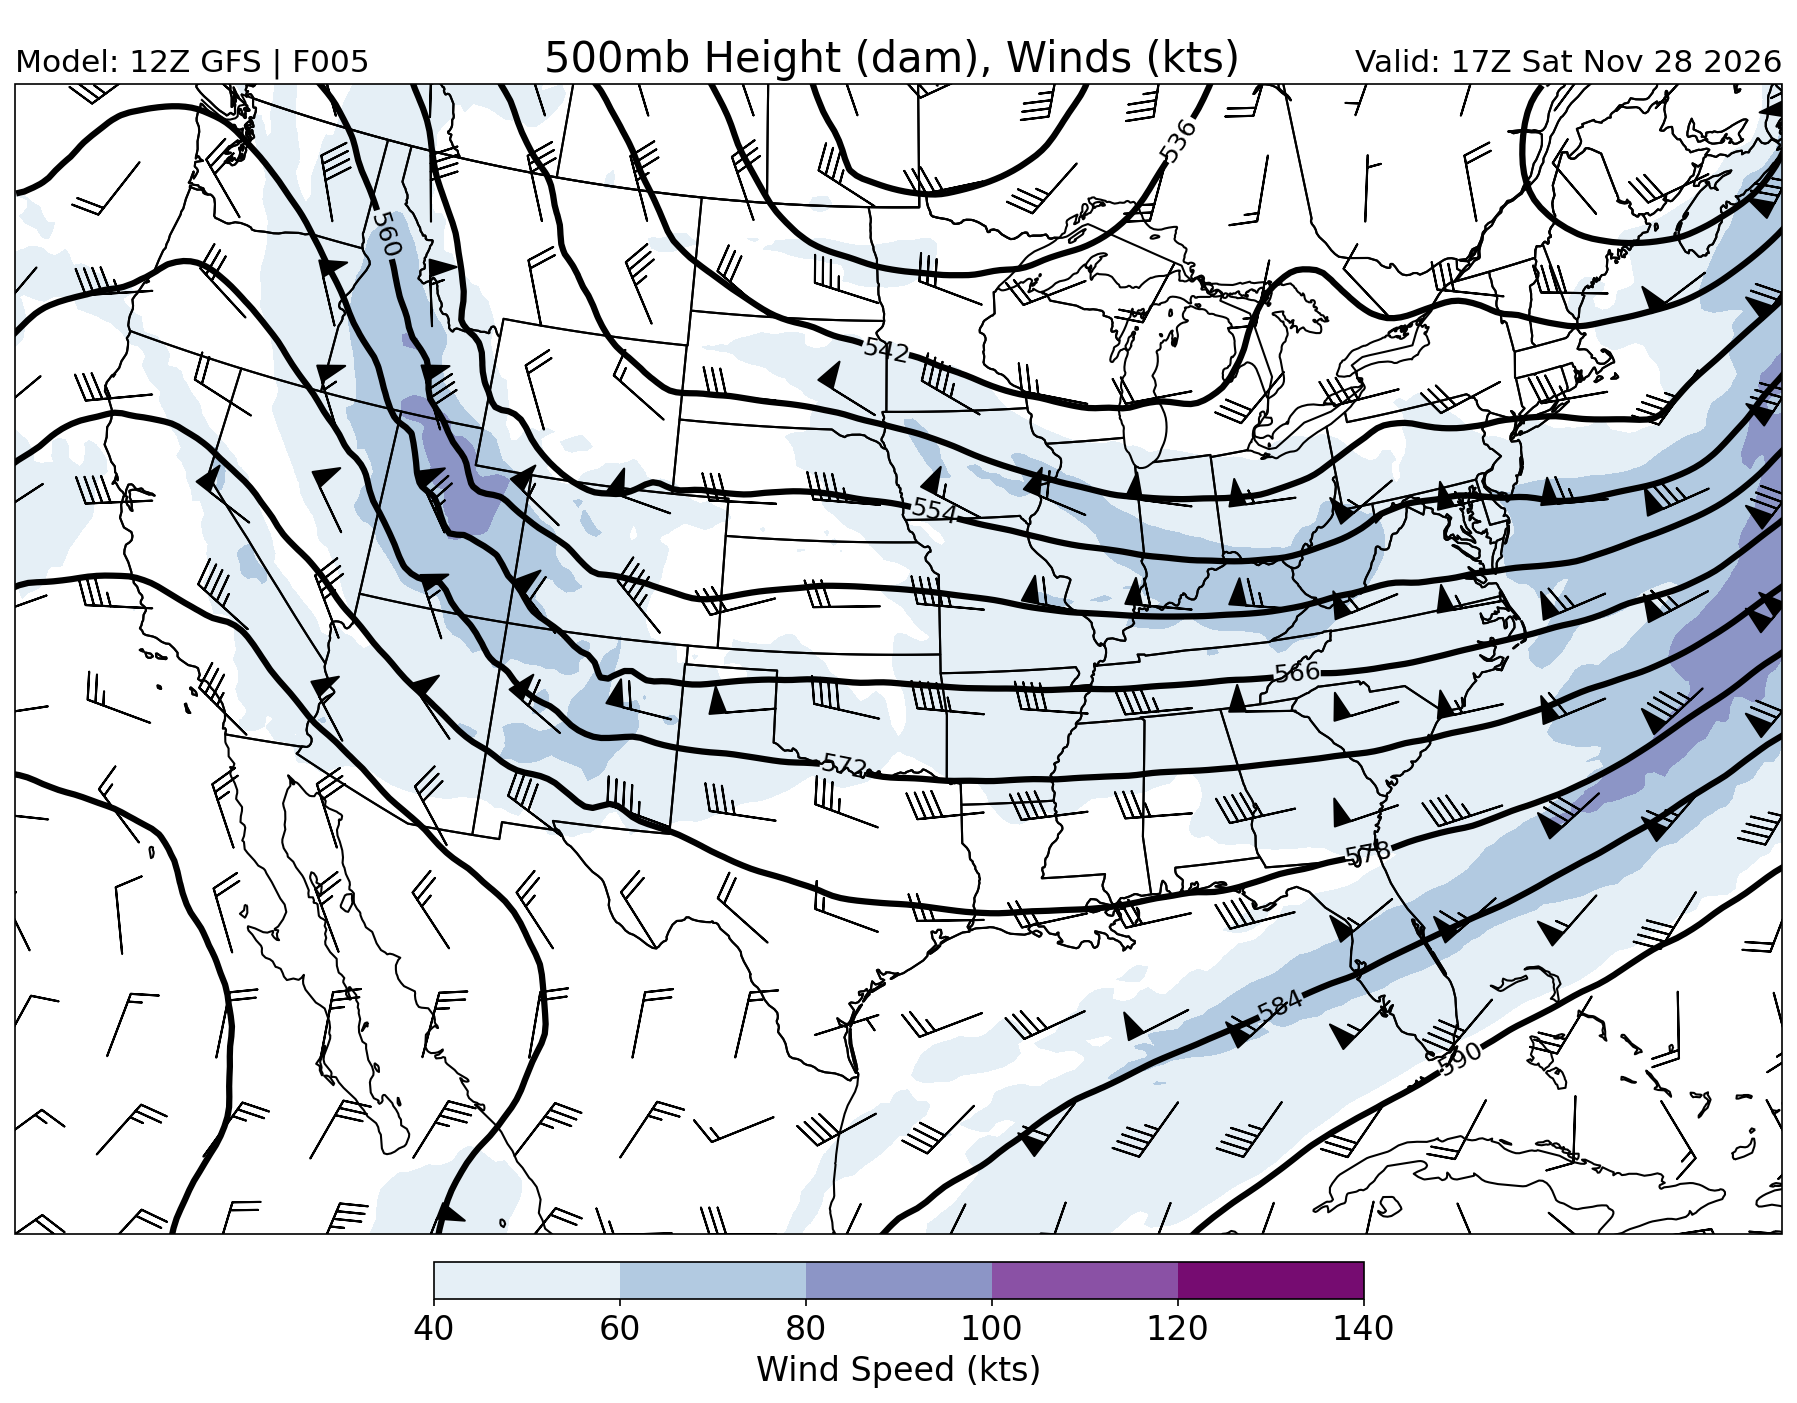 500mb Height (dam), Winds (kts)
Model: 12Z GFS | F005
Valid: 17Z Sat Nov 28 2026
536
560
542
554
566
572
578
584
590
40 60 80 100 120 140
Wind Speed (kts)